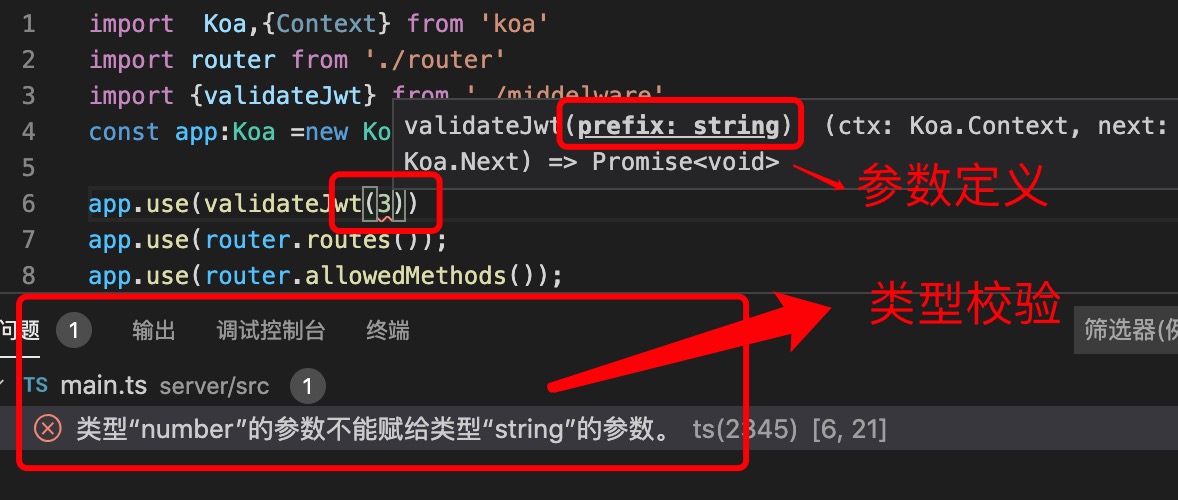 1 import  Koa,{Context} from 'koa'
2 import router from './router'
3 import {validateJwt} from './middelware'
4 const app:Koa =new Ko
validateJwt(prefix: string) (ctx: Koa.Context, next:
Koa.Next) => Promise<void>
5
参数定义
6 app.use(validateJwt(3))
7 app.use(router.routes());
8 app.use(router.allowedMethods());
类型校验
问题 1 输出 调试控制台 终端 筛选器(例
TS main.ts server/src 1
类型“number”的参数不能赋给类型“string”的参数。 ts(2345) [6, 21]